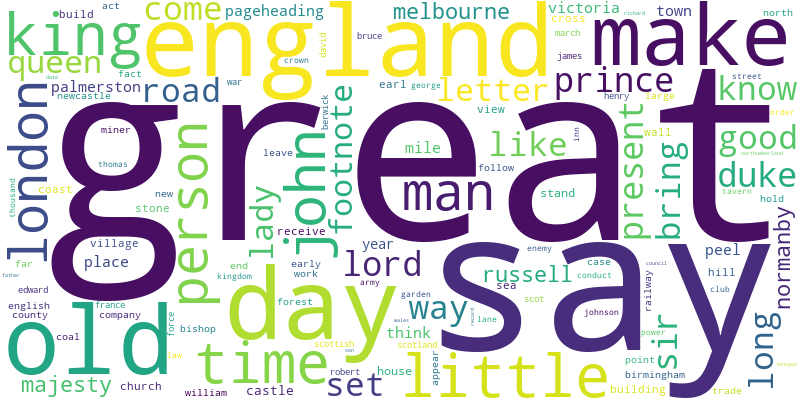 act
build
come
pageheading
melbourne
victoria
town
north
king
england
david
bruce
cross
march
james
make
richard
queen
fact
crown
date
palmerston
road
war
earl
george
letter
prince
street
know
newcastle
view
henry
large
order
london
great
miner
berwick
inn
wall
good
thomas
leave
john
footnote
mile
like
man
present
bring
northumberland
tavern
duke
thousand
person
follow
stand
hold
coast
new
stone
lady
receive
village
year
say
enemy
peel
normanby
far
place
end
early
lord
russell
case
council
father
kingdom
work
sea
conduct
hill
edward
day
forest
army
garden
way
railway
club
english
france
scot
johnson
county
company
force
record
lane
old
coal
bishop
wales
think
power
sir
long
law
time
scottish
scotland
son
house
appear
little
point
majesty
church
robert
set
birmingham
william
castle
building
trade